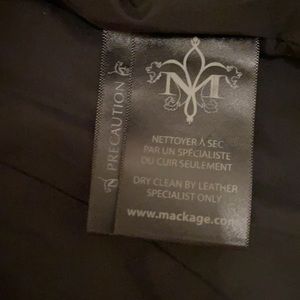 PRECAUTION
M
NETTOYER À SEC
PAR UN SPÉCIALISTE
DU CUIR SEULEMENT
DRY CLEAN BY LEATHER
SPECIALIST ONLY
www.mackage.com